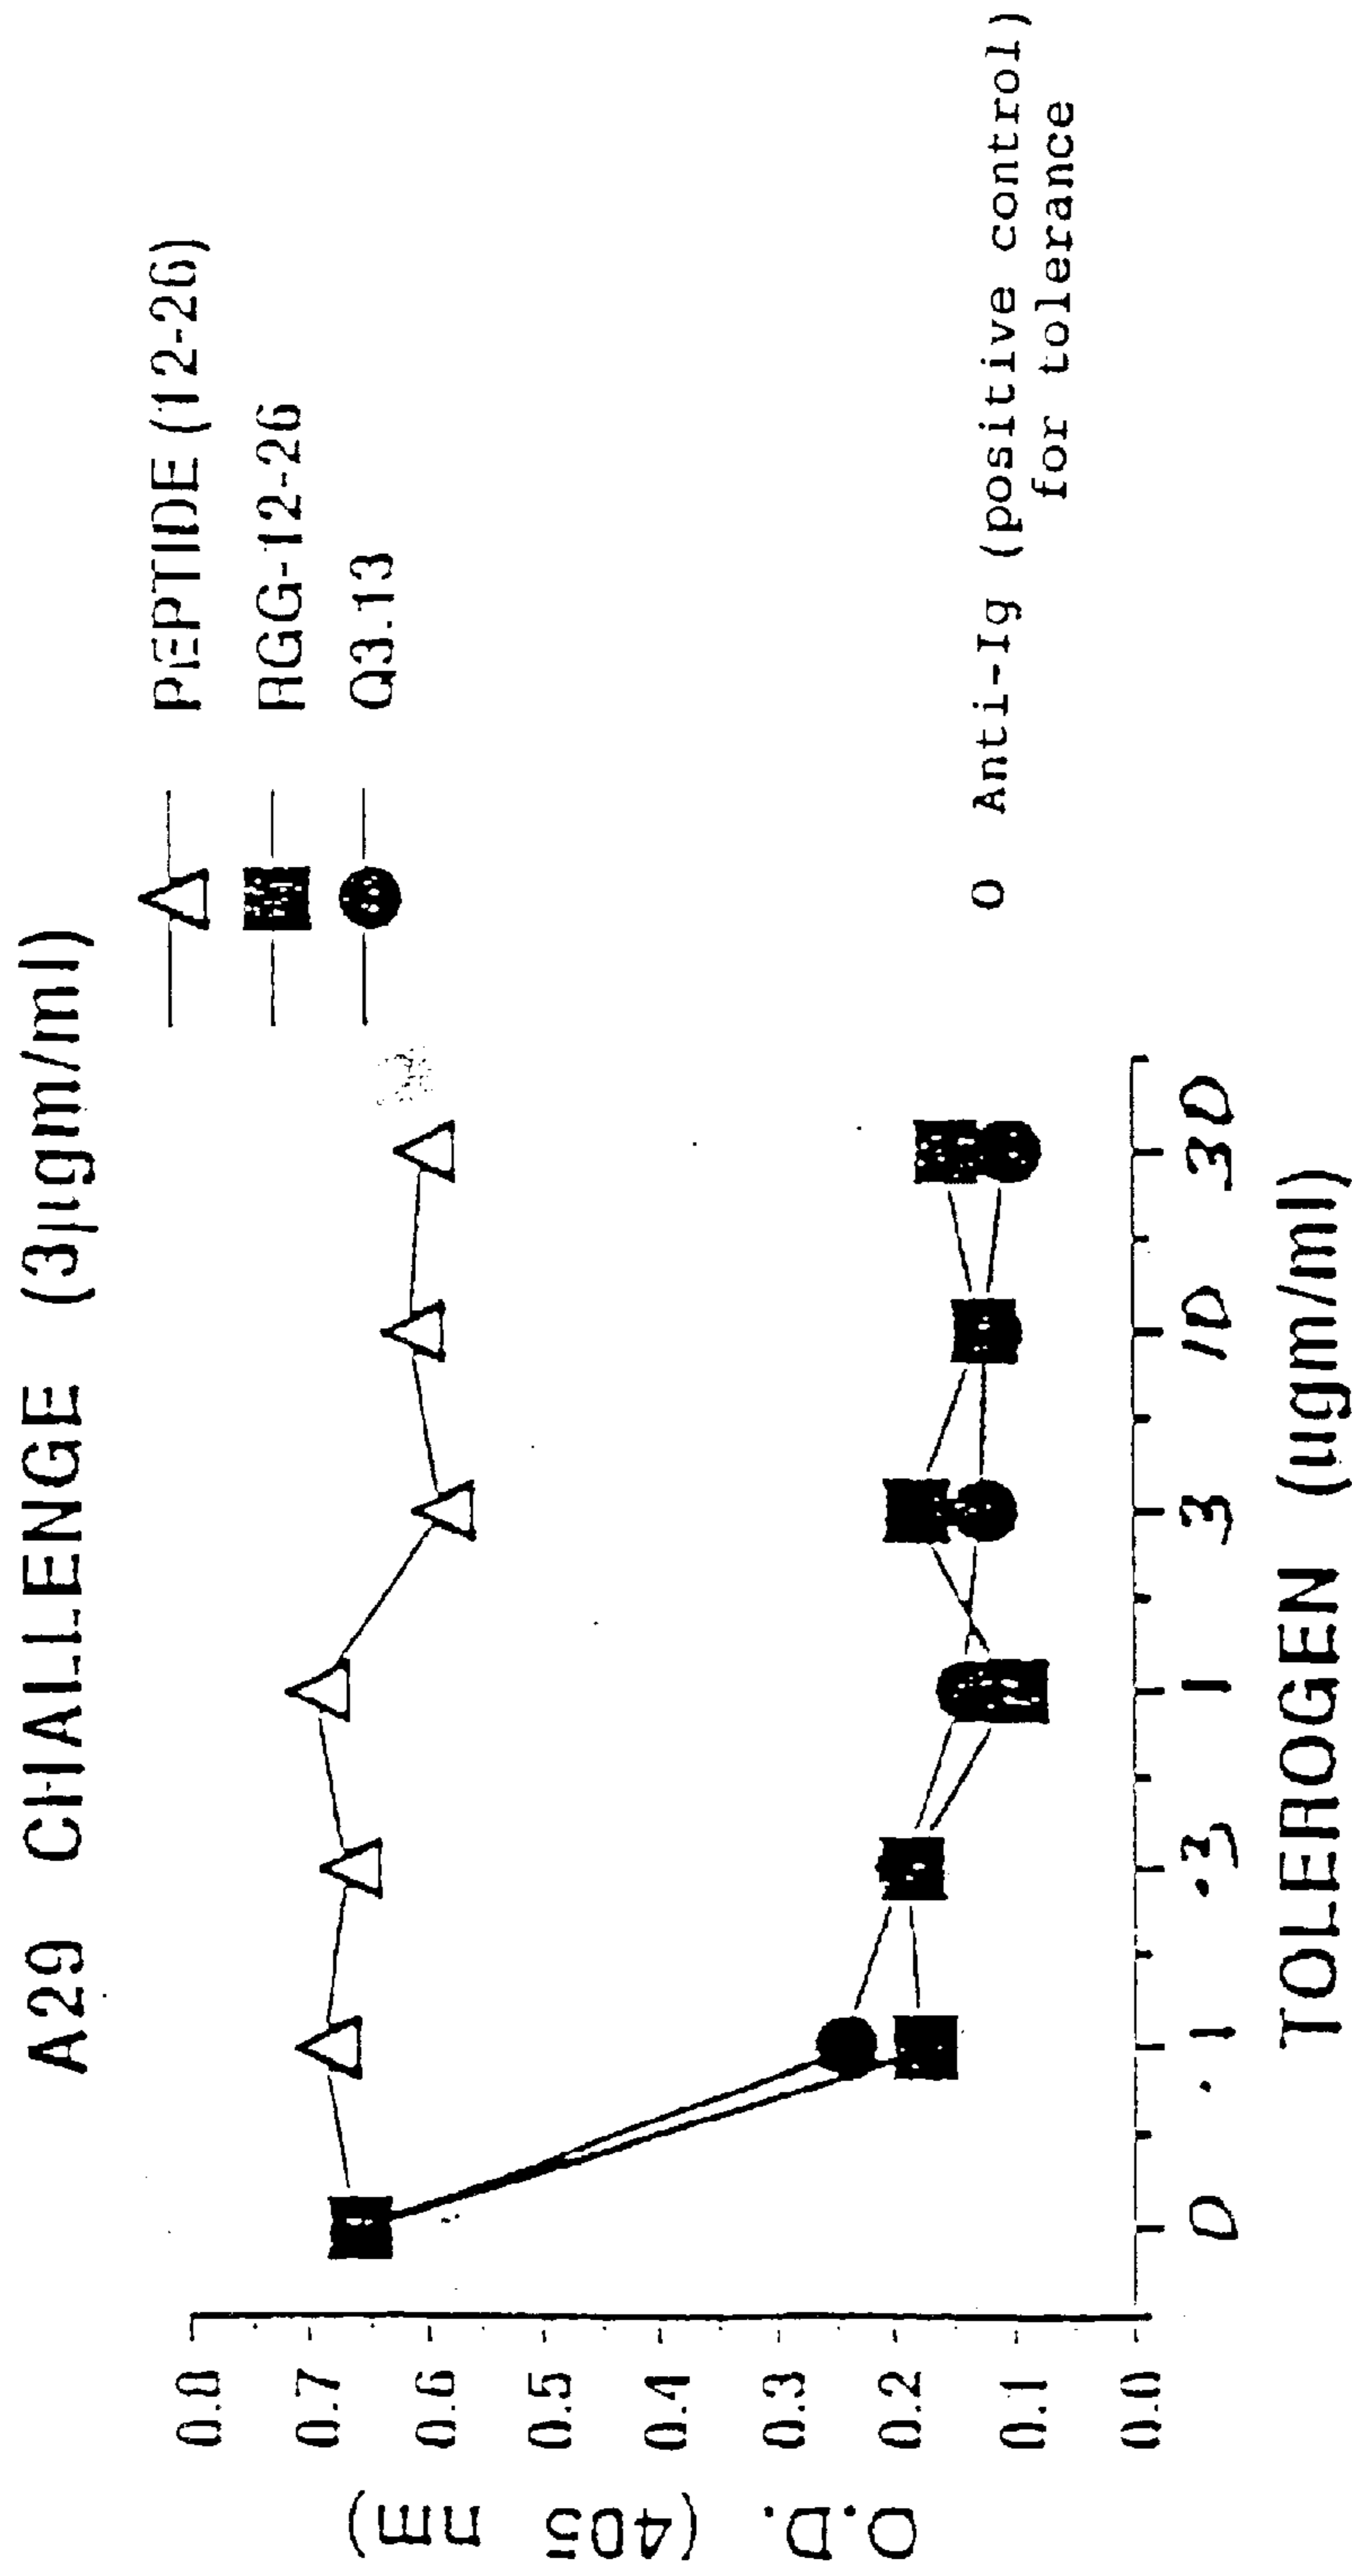 A29 CHALLENGE (3µgm/ml)
PEPTIDE (12-26)
RGG-12-26
Q3.13
O.D. (405 nm)
0.8
0.7
0.6
0.5
0.4
0.3
0.2
0.1
0.0
O Anti-Ig (positive control)
for tolerance
0 .1 .3 1 3 10 30
TOLEROGEN (µgm/ml)